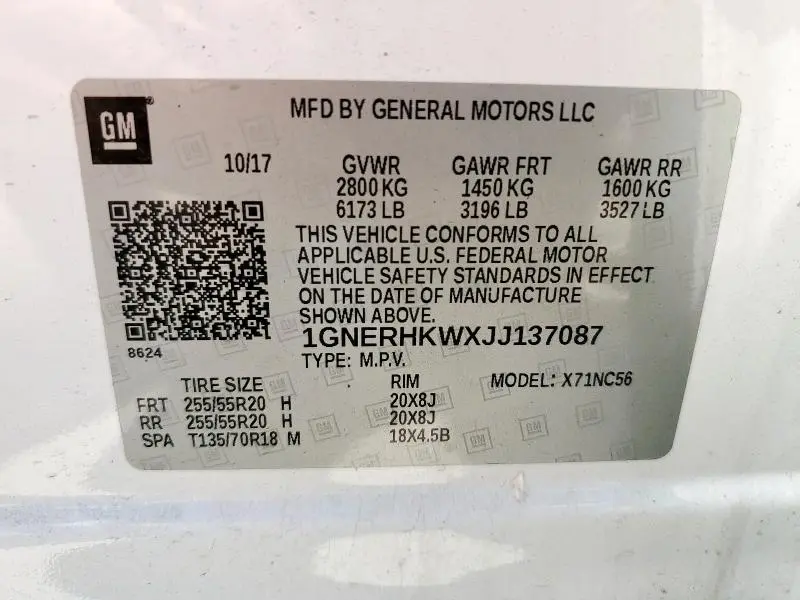 GM
MFD BY GENERAL MOTORS LLC
10/17 GVWR GAWR FRT GAWR RR
2800 KG 1450 KG 1600 KG
6173 LB 3196 LB 3527 LB
THIS VEHICLE CONFORMS TO ALL
APPLICABLE U.S. FEDERAL MOTOR
VEHICLE SAFETY STANDARDS IN EFFECT
ON THE DATE OF MANUFACTURE
SHOWN ABOVE.
8624
1GNERHKWXJJ137087
TYPE: M.P.V.
TIRE SIZE RIM MODEL: X71NC56
FRT 255/55R20 H 20X8J
RR 255/55R20 H 20X8J
SPA T135/70R18 M 18X4.5B